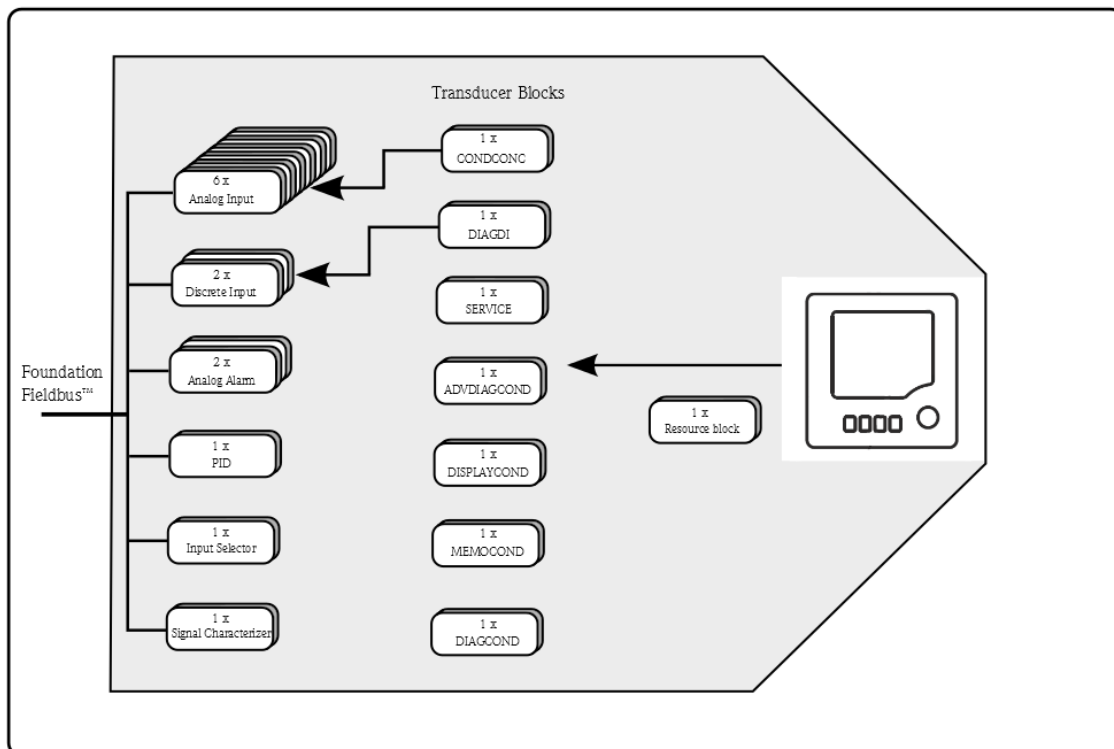 Transducer Blocks
1 x
CONDCONC
6 x
Analog Input
1 x
DIAGDI
2 x
Discrete Input
1 x
SERVICE
2 x
Analog Alarm
1 x
ADVDIAGCOND
Foundation
Fieldbus™
1 x
Resource block
1 x
PID
1 x
DISPLAYCOND
1 x
Input Selector
1 x
MEMOCOND
1 x
Signal Characterizer
1 x
DIAGCOND